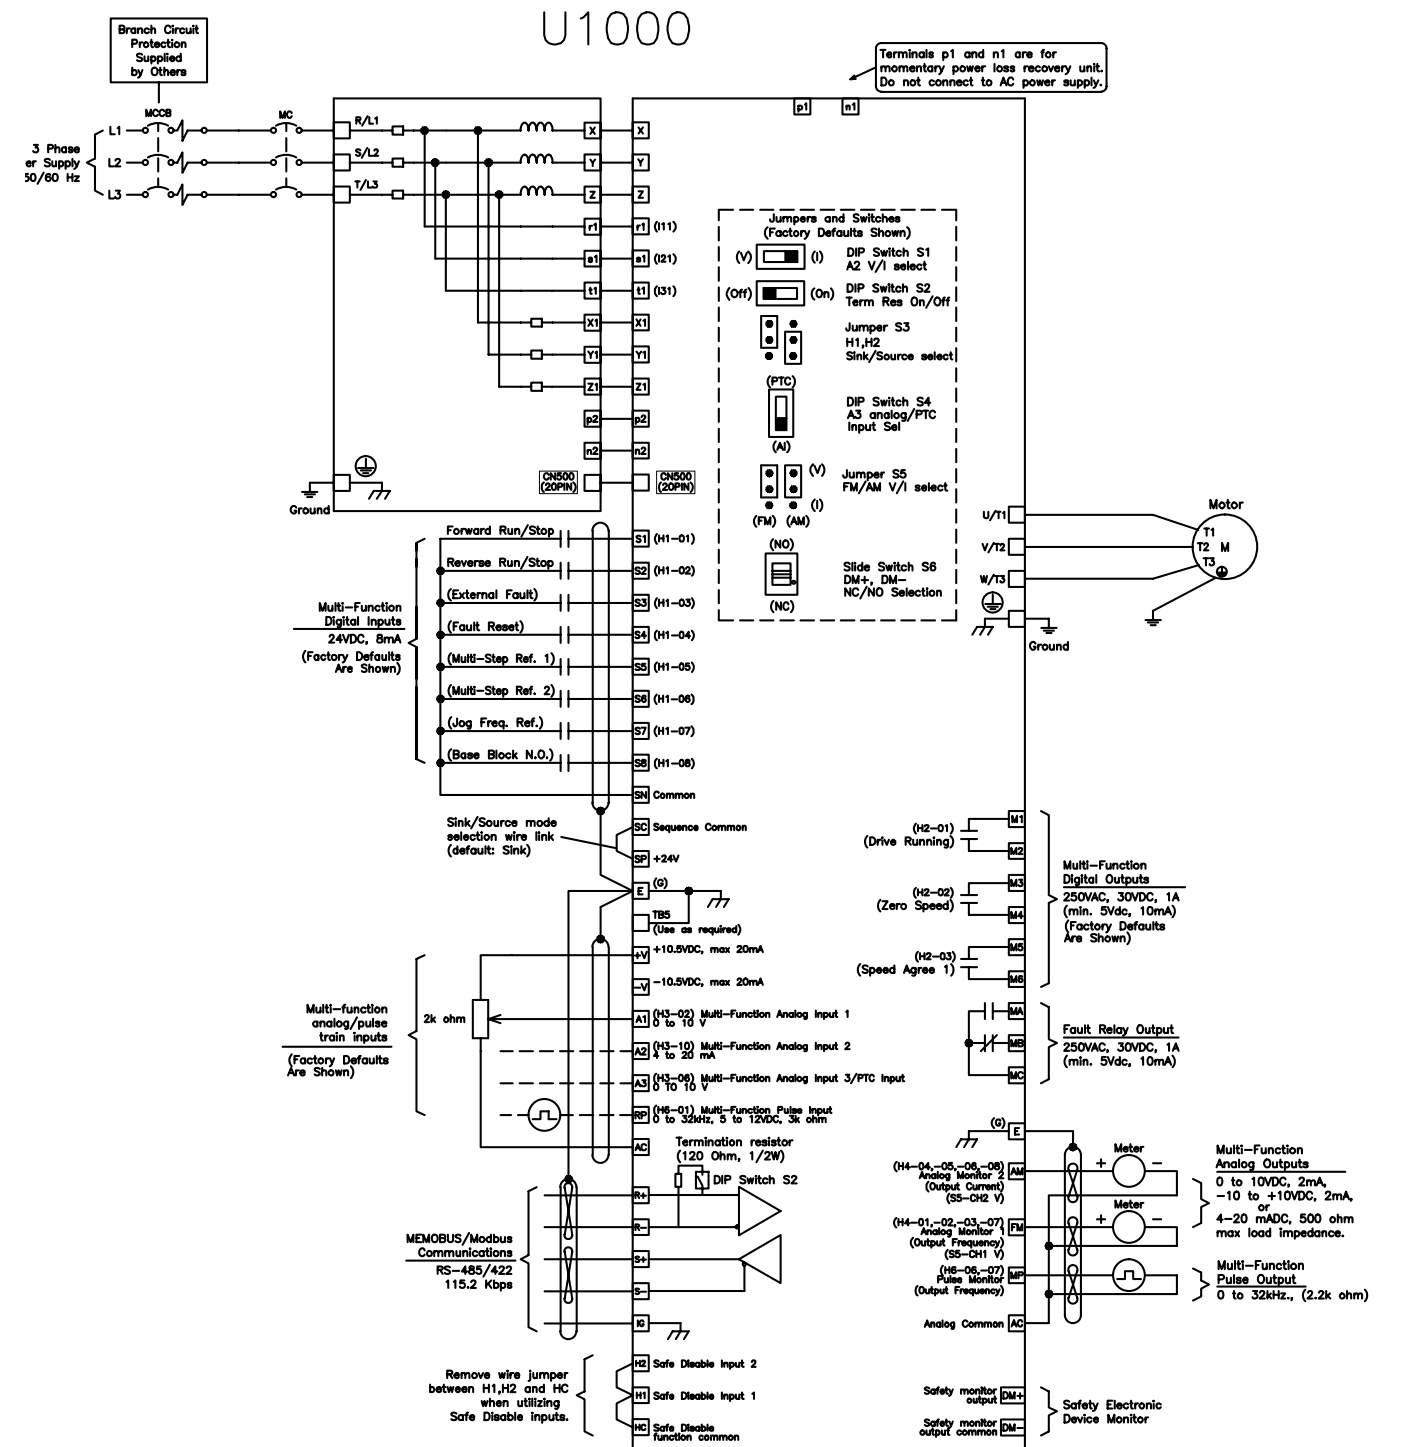 U1000
Branch Circuit
Protection
Supplied
by Others
Terminals p1 and n1 are for
momentary power loss recovery unit.
Do not connect to AC power supply.
p1
n1
MCCB
MC
3 Phase
er Supply
50/60 Hz
L1
L2
L3
R/L1
S/L2
T/L3
X
X
Y
Y
Z
Z
r1
r1 (l11)
s1
s1 (l21)
t1
t1 (l31)
X1
X1
Y1
Y1
Z1
Z1
p2
p2
n2
n2
CN500
(20PIN)
CN500
(20PIN)
Ground
Jumpers and Switches
(Factory Defaults Shown)
(V)
(I)
DIP Switch S1
A2 V/I select
(Off)
(On)
DIP Switch S2
Term Res On/Off
Jumper S3
H1,H2
Sink/Source select
(PTC)
DIP Switch S4
A3 analog/PTC
Input Sel
(AI)
(V)
Jumper S5
FM/AM V/I select
(I)
(FM) (AM)
(NO)
Slide Switch S6
DM+, DM-
NC/NO Selection
(NC)
Motor
U/T1
V/T2
W/T3
T1
T2 M
T3
Ground
Multi-Function
Digital Inputs
24VDC, 8mA
(Factory Defaults
Are Shown)
Forward Run/Stop
S1 (H1-01)
Reverse Run/Stop
S2 (H1-02)
(External Fault)
S3 (H1-03)
(Fault Reset)
S4 (H1-04)
(Multi-Step Ref. 1)
S5 (H1-05)
(Multi-Step Ref. 2)
S6 (H1-06)
(Jog Freq. Ref.)
S7 (H1-07)
(Base Block N.O.)
S8 (H1-08)
SN Common
Sink/Source mode
selection wire link
(default: Sink)
SC Sequence Common
SP +24V
E (G)
TB5
(Use as required)
Multi-function
analog/pulse
train inputs
(Factory Defaults
Are Shown)
2k ohm
+V +10.5VDC, max 20mA
-V -10.5VDC, max 20mA
A1 (H3-02) Multi-Function Analog Input 1
0 to 10 V
A2 (H3-10) Multi-Function Analog Input 2
4 to 20 mA
A3 (H3-06) Multi-Function Analog Input 3/PTC Input
0 TO 10 V
RP (H6-01) Multi-Function Pulse Input
0 to 32kHz, 5 to 12VDC, 3k ohm
AC
Termination resistor
(120 Ohm, 1/2W)
DIP Switch S2
MEMOBUS/Modbus
Communications
RS-485/422
115.2 Kbps
R+
R-
S+
S-
IG
Remove wire jumper
between H1,H2 and HC
when utilizing
Safe Disable inputs.
H2 Safe Disable Input 2
H1 Safe Disable Input 1
HC Safe Disable
function common
(H2-01)
(Drive Running)
M1
M2
(H2-02)
(Zero Speed)
M3
M4
(H2-03)
(Speed Agree 1)
M5
M6
Multi-Function
Digital Outputs
250VAC, 30VDC, 1A
(min. 5Vdc, 10mA)
(Factory Defaults
Are Shown)
MA
MB
MC
Fault Relay Output
250VAC, 30VDC, 1A
(min. 5Vdc, 10mA)
(G) E
(H4-04,-05,-06,-08)
Analog Monitor 2
(Output Current)
(S5-CH2 V)
AM
+ Meter -
(H4-01,-02,-03,-07)
Analog Monitor 1
(Output Frequency)
(S5-CH1 V)
FM
+ Meter -
(H6-06,-07)
Pulse Monitor
(Output Frequency)
MP
Analog Common AC
Multi-Function
Analog Outputs
0 to 10VDC, 2mA,
-10 to +10VDC, 2mA,
or
4-20 mADC, 500 ohm
max load impedance.
Multi-Function
Pulse Output
0 to 32kHz., (2.2k ohm)
Safety monitor
output
DM+
Safety monitor
output common
DM-
Safety Electronic
Device Monitor